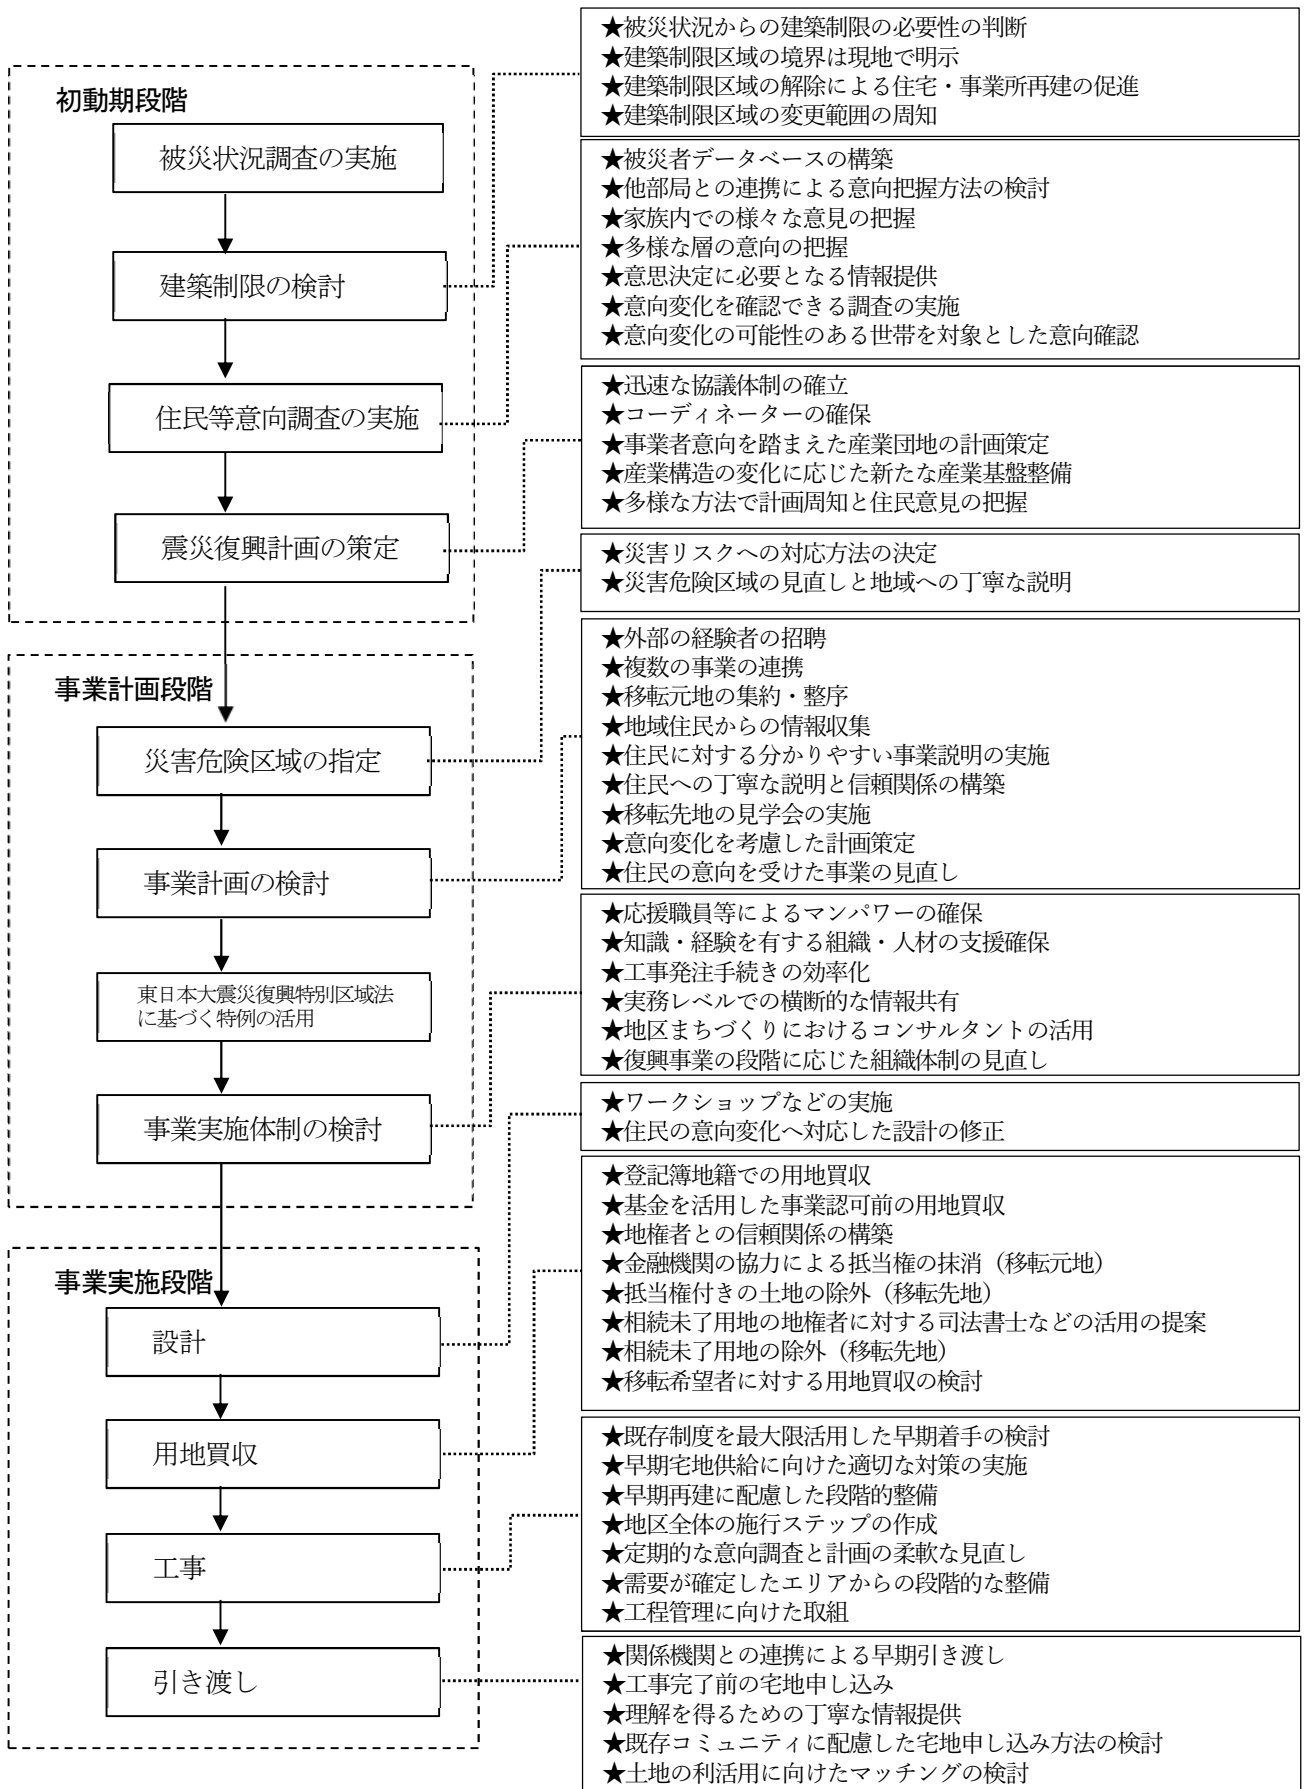 初動期段階
被災状況調査の実施
建築制限の検討
住民等意向調査の実施
震災復興計画の策定
事業計画段階
災害危険区域の指定
事業計画の検討
東日本大震災復興特別区域法
に基づく特例の活用
事業実施体制の検討
事業実施段階
設計
用地買収
工事
引き渡し
★被災状況からの建築制限の必要性の判断
★建築制限区域の境界は現地で明示
★建築制限区域の解除による住宅・事業所再建の促進
★建築制限区域の変更範囲の周知
★被災者データベースの構築
★他部局との連携による意向把握方法の検討
★家族内での様々な意見の把握
★多様な層の意向の把握
★意思決定に必要となる情報提供
★意向変化を確認できる調査の実施
★意向変化の可能性のある世帯を対象とした意向確認
★迅速な協議体制の確立
★コーディネーターの確保
★事業者意向を踏まえた産業団地の計画策定
★産業構造の変化に応じた新たな産業基盤整備
★多様な方法で計画周知と住民意見の把握
★災害リスクへの対応方法の決定
★災害危険区域の見直しと地域への丁寧な説明
★外部の経験者の招聘
★複数の事業の連携
★移転元地の集約・整序
★地域住民からの情報収集
★住民に対する分かりやすい事業説明の実施
★住民への丁寧な説明と信頼関係の構築
★移転先地の見学会の実施
★意向変化を考慮した計画策定
★住民の意向を受けた事業の見直し
★応援職員等によるマンパワーの確保
★知識・経験を有する組織・人材の支援確保
★工事発注手続きの効率化
★実務レベルでの横断的な情報共有
★地区まちづくりにおけるコンサルタントの活用
★復興事業の段階に応じた組織体制の見直し
★ワークショップなどの実施
★住民の意向変化へ対応した設計の修正
★登記簿地籍での用地買収
★基金を活用した事業認可前の用地買収
★地権者との信頼関係の構築
★金融機関の協力による抵当権の抹消（移転元地）
★抵当権付きの土地の除外（移転先地）
★相続未了用地の地権者に対する司法書士などの活用の提案
★相続未了用地の除外（移転先地）
★移転希望者に対する用地買収の検討
★既存制度を最大限活用した早期着手の検討
★早期宅地供給に向けた適切な対策の実施
★早期再建に配慮した段階的整備
★地区全体の施行ステップの作成
★定期的な意向調査と計画の柔軟な見直し
★需要が確定したエリアからの段階的な整備
★工程管理に向けた取組
★関係機関との連携による早期引き渡し
★工事完了前の宅地申し込み
★理解を得るための丁寧な情報提供
★既存コミュニティに配慮した宅地申し込み方法の検討
★土地の利活用に向けたマッチングの検討